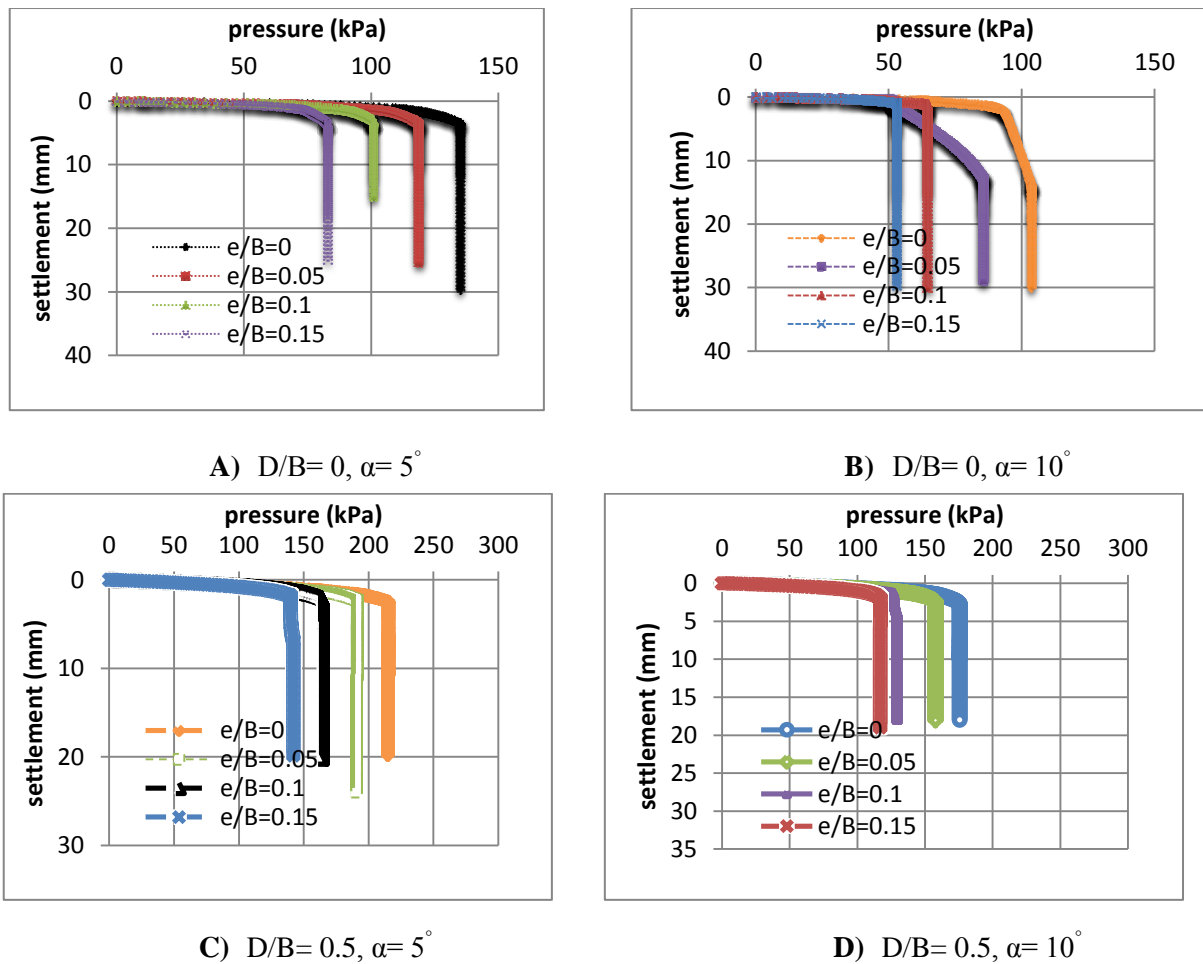 pressure (kPa)
0 50 100 150
0
10
20
30
40
settlement (mm)
e/B=0
e/B=0.05
e/B=0.1
e/B=0.15
A) D/B= 0, α= 5°
pressure (kPa)
0 50 100 150
0
10
20
30
40
settlement (mm)
e/B=0
e/B=0.05
e/B=0.1
e/B=0.15
B) D/B= 0, α= 10°
pressure (kPa)
0 50 100 150 200 250 300
0
10
20
30
settlement (mm)
e/B=0
e/B=0.05
e/B=0.1
e/B=0.15
C) D/B= 0.5, α= 5°
pressure (kPa)
0 50 100 150 200 250 300
0
5
10
15
20
25
30
35
settlement (mm)
e/B=0
e/B=0.05
e/B=0.1
e/B=0.15
D) D/B= 0.5, α= 10°